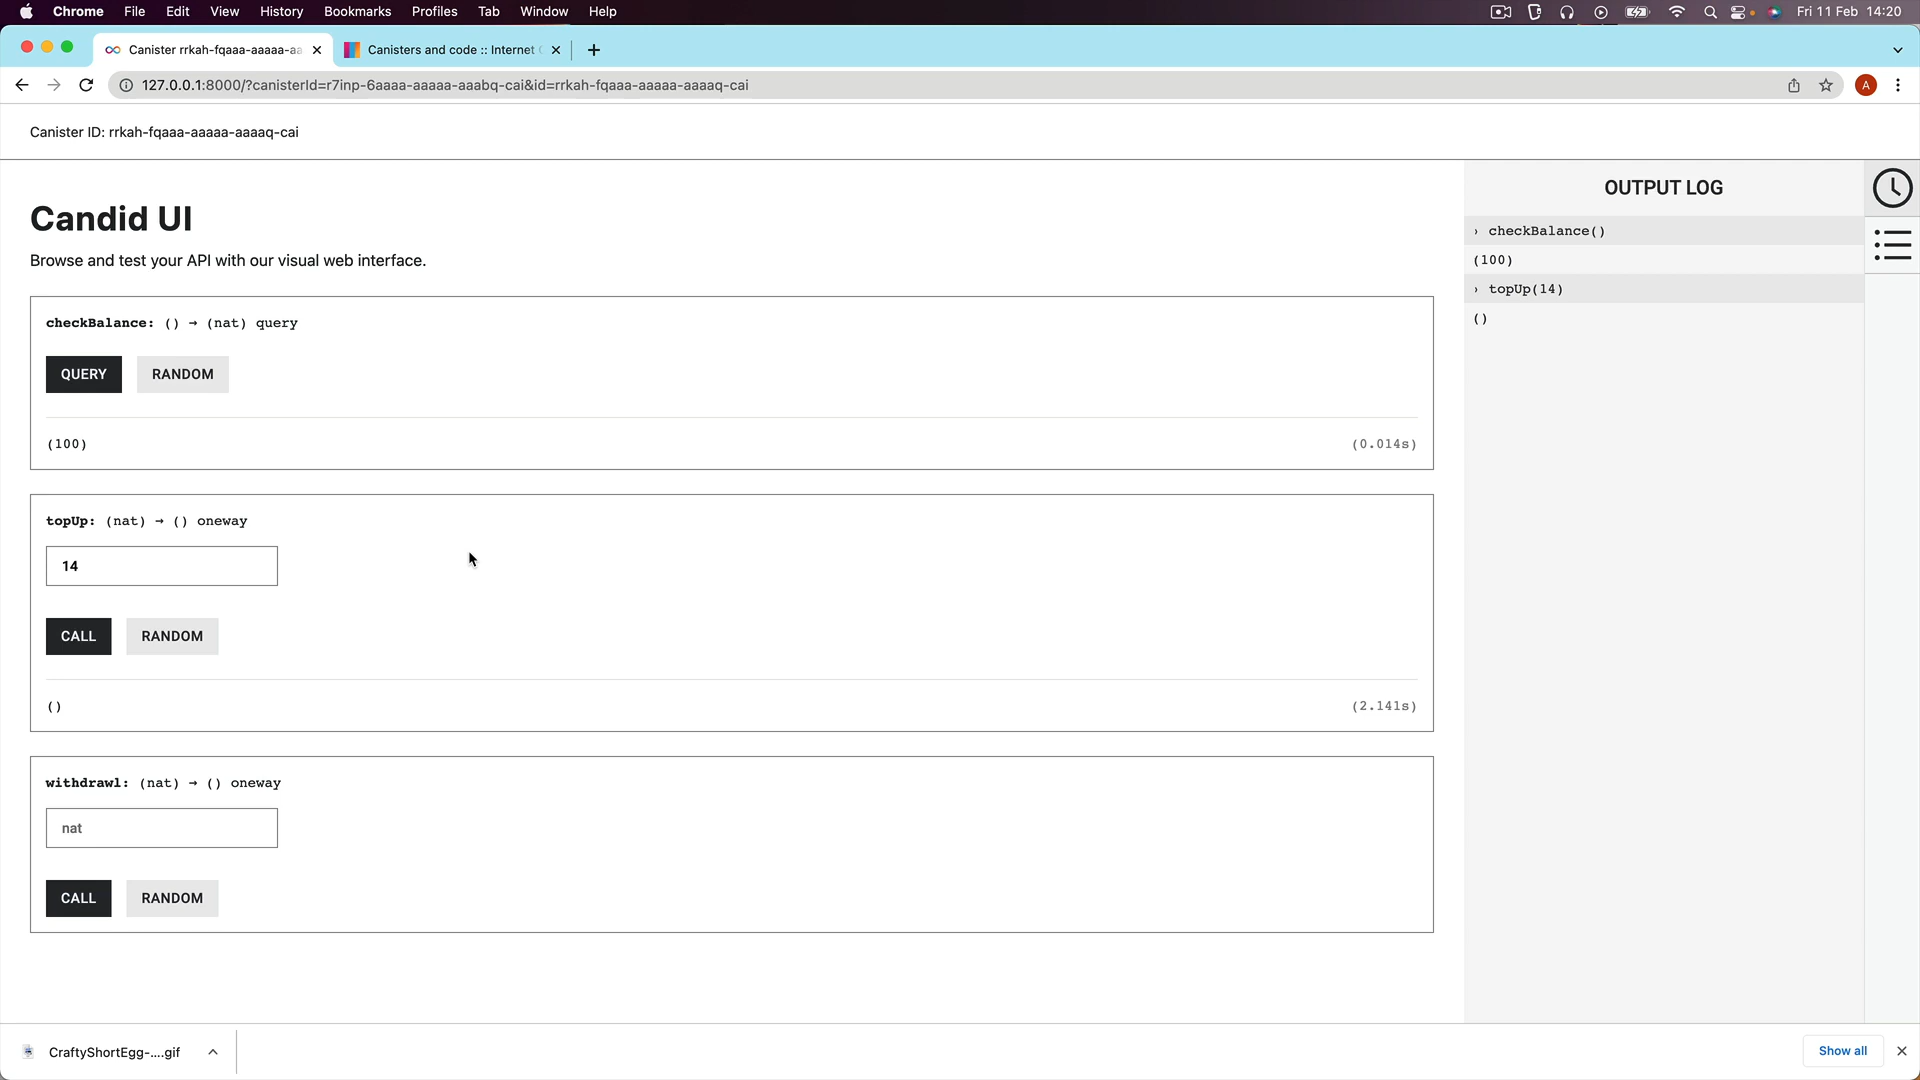 Chrome File Edit View History Bookmarks Profiles Tab Window Help Fri 11 Feb 14:20
Canister rrkah-fqaaa-aaaaa-aa
Canisters and code :: Internet
127.0.0.1:8000/?canisterId=r7inp-6aaaa-aaaaa-aaabq-cai&id=rrkah-fqaaa-aaaaa-aaaaq-cai
A
Canister ID: rrkah-fqaaa-aaaaa-aaaaq-cai
Candid UI
Browse and test your API with our visual web interface.
checkBalance: () → (nat) query
QUERY RANDOM
(100) (0.014s)
topUp: (nat) → () oneway
14
CALL RANDOM
() (2.141s)
withdrawl: (nat) → () oneway
nat
CALL RANDOM
OUTPUT LOG
› checkBalance()
(100)
› topUp(14)
()
CraftyShortEgg-....gif
Show all